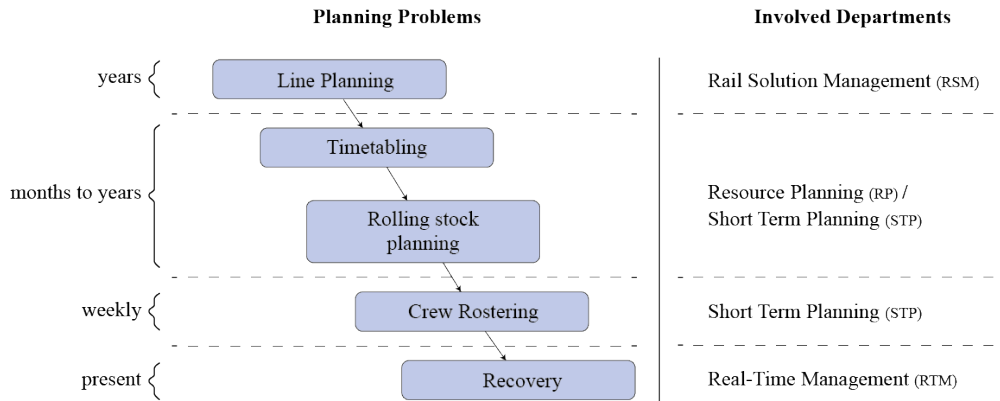 Planning Problems
Involved Departments
years
Line Planning
Rail Solution Management (RSM)
Timetabling
months to years
Resource Planning (RP) /
Short Term Planning (STP)
Rolling stock
planning
weekly
Crew Rostering
Short Term Planning (STP)
present
Recovery
Real-Time Management (RTM)